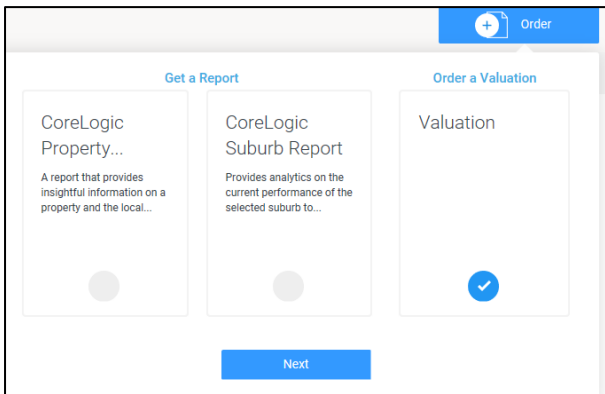 Order
Get a Report
Order a Valuation
CoreLogic
Property...
A report that provides
insightful information on a
property and the local...
CoreLogic
Suburb Report
Provides analytics on the
current performance of the
selected suburb to...
Valuation
Next